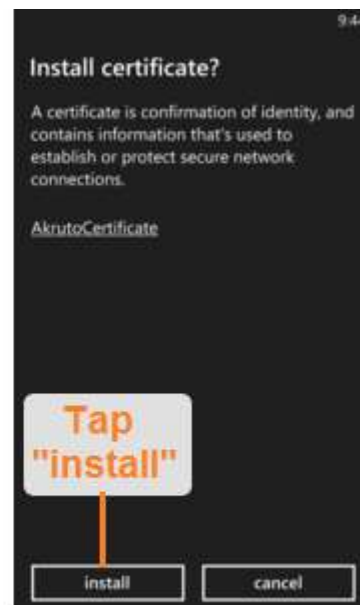 9:44
Install certificate?
A certificate is confirmation of identity, and
contains information that's used to
establish or protect secure network
connections.
AkrutoCertificate
Tap
"install"
install
cancel